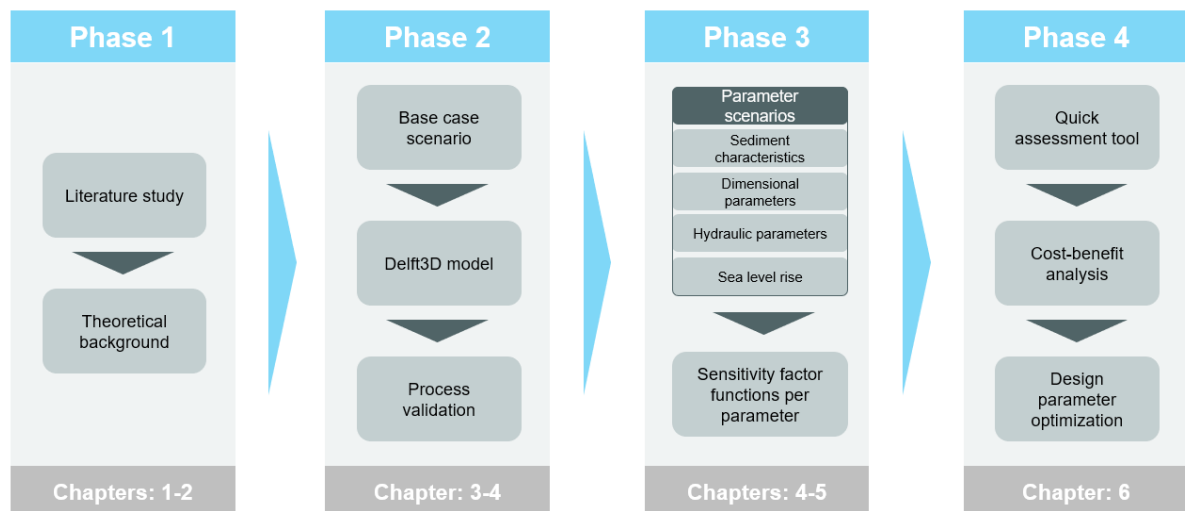 Phase 1
Literature study
Theoretical
background
Chapters: 1-2
Phase 2
Base case
scenario
Delft3D model
Process
validation
Chapter: 3-4
Phase 3
Parameter
scenarios
Sediment
characteristics
Dimensional
parameters
Hydraulic parameters
Sea level rise
Sensitivity factor
functions per
parameter
Chapters: 4-5
Phase 4
Quick
assessment tool
Cost-benefit
analysis
Design
parameter
optimization
Chapter: 6